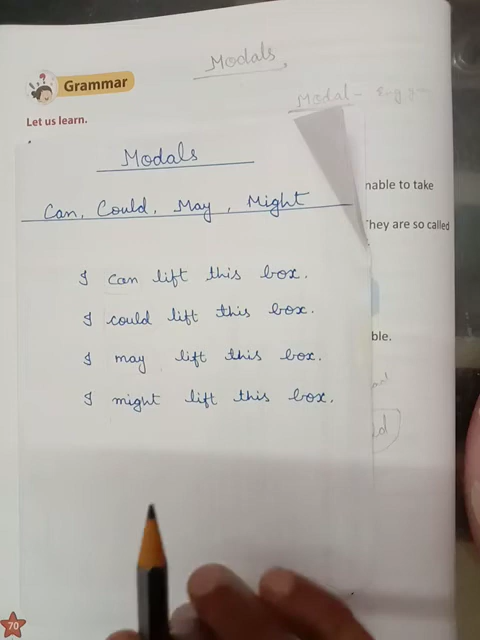 Modals
Grammar
Modal -
Let us learn.
Modals
Can, Could, May, Might
nable to take
They are so called
I can lift this box.
I could lift this box.
ble.
I may lift this box.
I might lift this box.
70